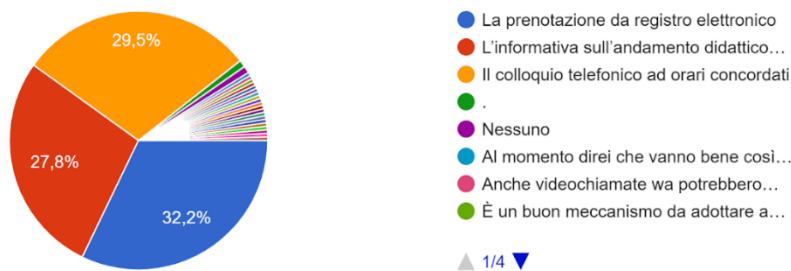 29,5%
27,8%
32,2%
La prenotazione da registro elettronico
L'informativa sull'andamento didattico…
Il colloquio telefonico ad orari concordati
.
Nessuno
Al momento direi che vanno bene così…
Anche videochiamate wa potrebbero…
È un buon meccanismo da adottare a…
1/4